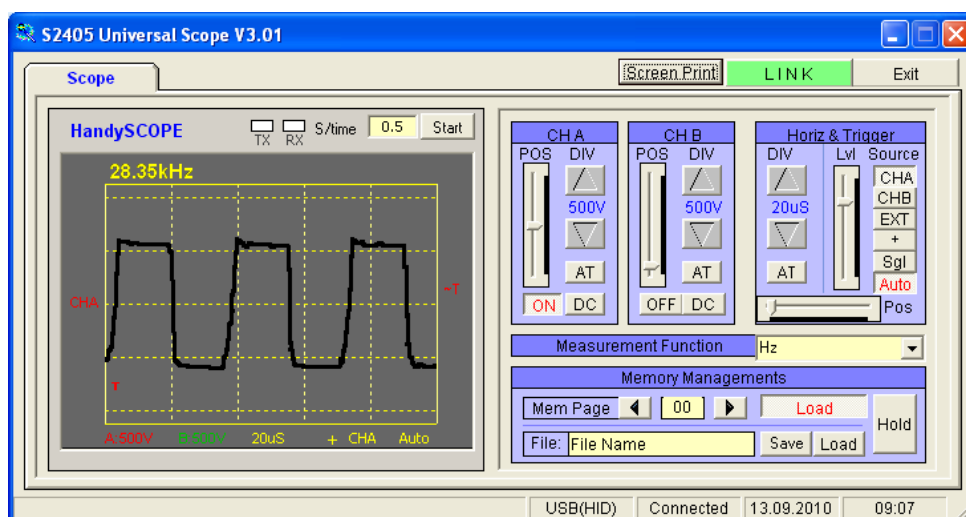 S2405 Universal Scope V3.01
Scope
Screen Print
LINK
Exit
HandySCOPE
TX
RX
S/time
0.5
Start
28.35kHz
CHA
~T
T
A:500V
B:500V
20uS
+
CHA
Auto
CH A
POS DIV
500V
AT
ON
DC
CH B
POS DIV
500V
AT
OFF
DC
Horiz & Trigger
DIV
Lvl
Source
20uS
AT
CHA
CHB
EXT
+
Sgl
Auto
Pos
Measurement Function
Hz
Memory Managements
Mem Page
00
Load
Hold
File:
File Name
Save
Load
USB(HID)
Connected
13.09.2010
09:07